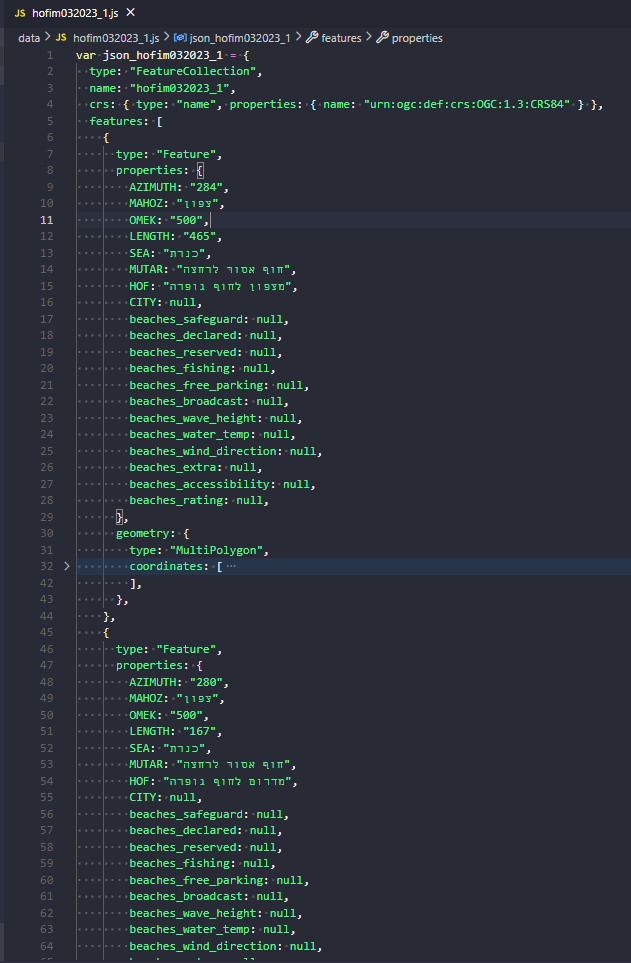 JS hofim032023_1.js ×
data > JS hofim032023_1.js > json_hofim032023_1 > features > properties
1 var json_hofim032023_1 = {
2 type: "FeatureCollection",
3 name: "hofim032023_1",
4 crs: { type: "name", properties: { name: "urn:ogc:def:crs:OGC:1.3:CRS84" } },
5 features: [
6 {
7 type: "Feature",
8 properties: {
9 AZIMUTH: "284",
10 MAHOZ: "צפון",
11 OMEK: "500",
12 LENGTH: "465",
13 SEA: "כנרת",
14 MUTAR: "חוף אסור לרחצה",
15 HOF: "מצפון לחוף גופרה",
16 CITY: null,
17 beaches_safeguard: null,
18 beaches_declared: null,
19 beaches_reserved: null,
20 beaches_fishing: null,
21 beaches_free_parking: null,
22 beaches_broadcast: null,
23 beaches_wave_height: null,
24 beaches_water_temp: null,
25 beaches_wind_direction: null,
26 beaches_extra: null,
27 beaches_accessibility: null,
28 beaches_rating: null,
29 },
30 geometry: {
31 type: "MultiPolygon",
32 coordinates: [ ⋯
42 ],
43 },
44 },
45 {
46 type: "Feature",
47 properties: {
48 AZIMUTH: "280",
49 MAHOZ: "צפון",
50 OMEK: "500",
51 LENGTH: "167",
52 SEA: "כנרת",
53 MUTAR: "חוף אסור לרחצה",
54 HOF: "מדרום לחוף גופרה",
55 CITY: null,
56 beaches_safeguard: null,
57 beaches_declared: null,
58 beaches_reserved: null,
59 beaches_fishing: null,
60 beaches_free_parking: null,
61 beaches_broadcast: null,
62 beaches_wave_height: null,
63 beaches_water_temp: null,
64 beaches_wind_direction: null,